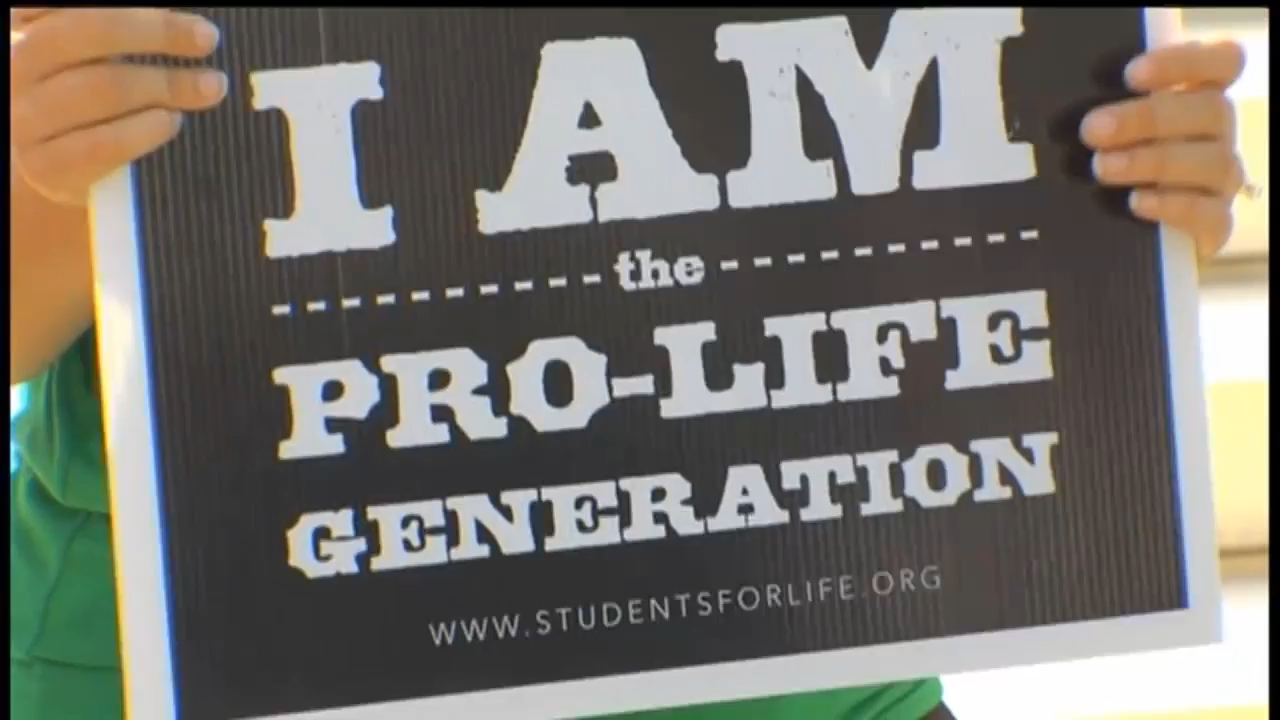 I AM
the
PRO-LIFE
GENERATION
WWW.STUDENTSFORLIFE.ORG